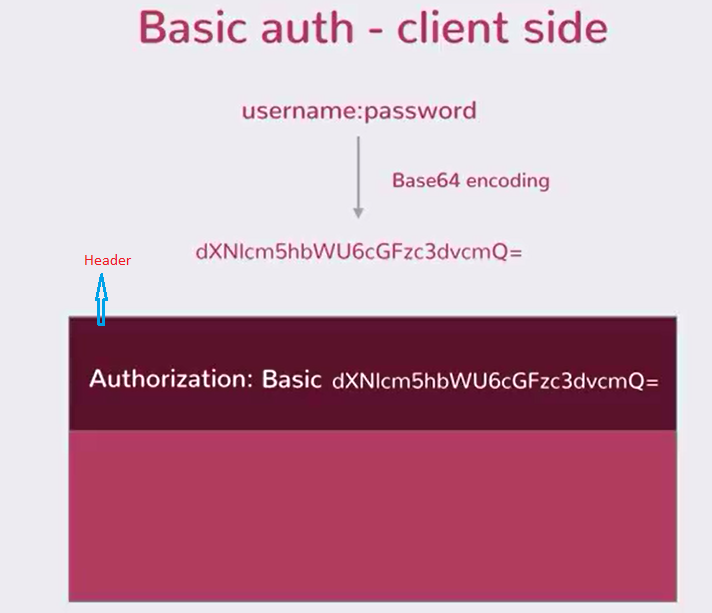 Basic auth - client side
username:password
Base64 encoding
dXNlcm5hbWU6cGFzc3dvcmQ=
Header
Authorization: Basic dXNlcm5hbWU6cGFzc3dvcmQ=